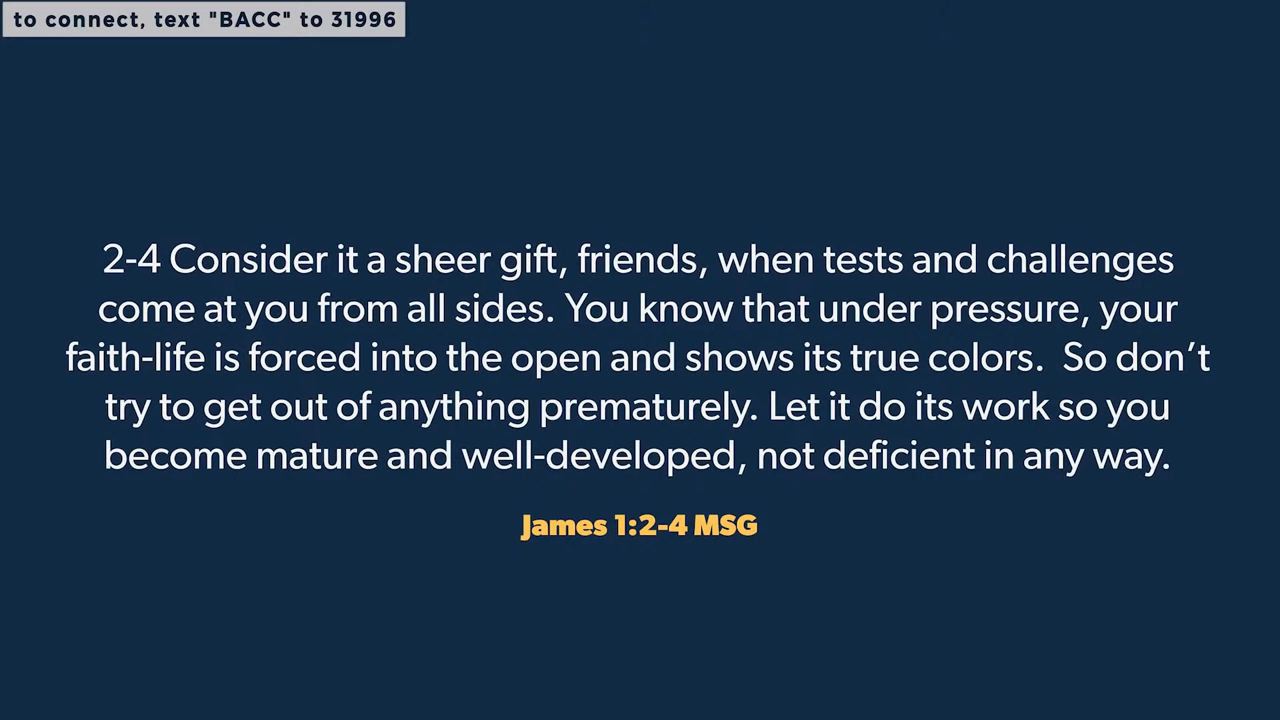 to connect, text "BACC" to 31996
2-4 Consider it a sheer gift, friends, when tests and challenges
come at you from all sides. You know that under pressure, your
faith-life is forced into the open and shows its true colors.  So don’t
try to get out of anything prematurely. Let it do its work so you
become mature and well-developed, not deficient in any way.
James 1:2-4 MSG